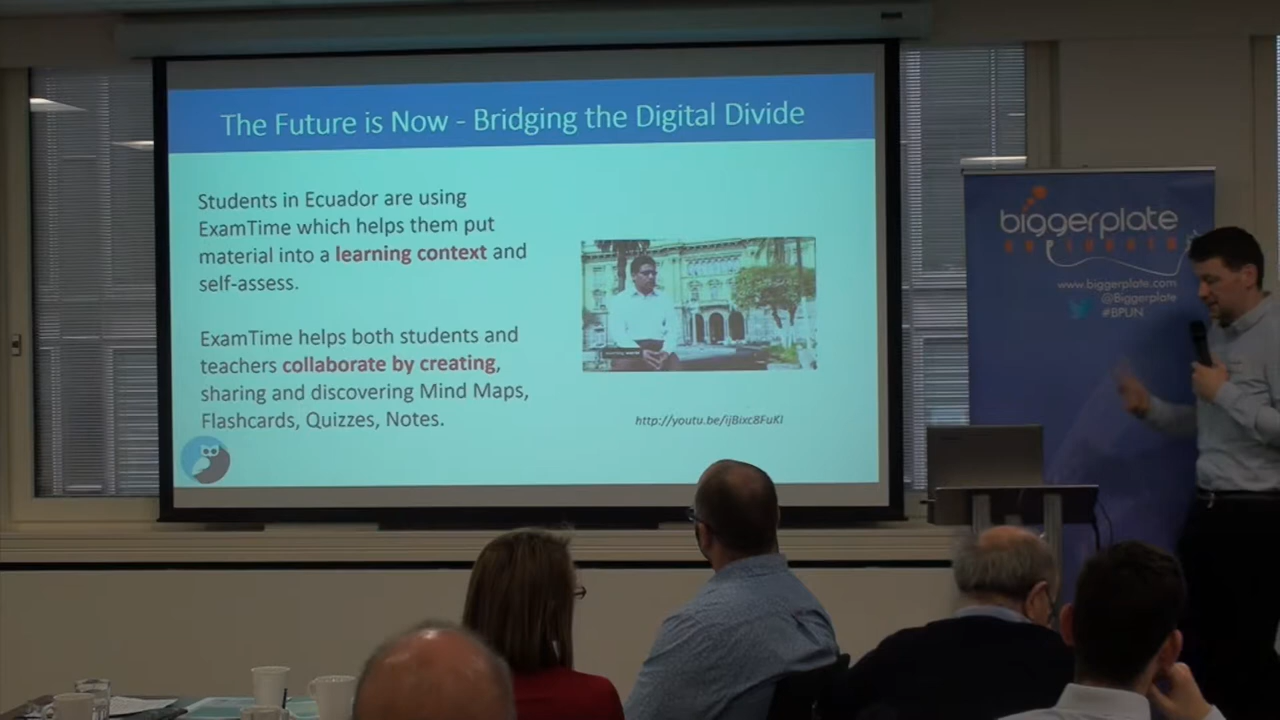 The Future is Now - Bridging the Digital Divide
Students in Ecuador are using
ExamTime which helps them put
material into a learning context and
self-assess.
ExamTime helps both students and
teachers collaborate by creating,
sharing and discovering Mind Maps,
Flashcards, Quizzes, Notes.
http://youtu.be/ijBixc8FuKI
biggerplate
www.biggerplate.com
@Biggerplate
#BPUN